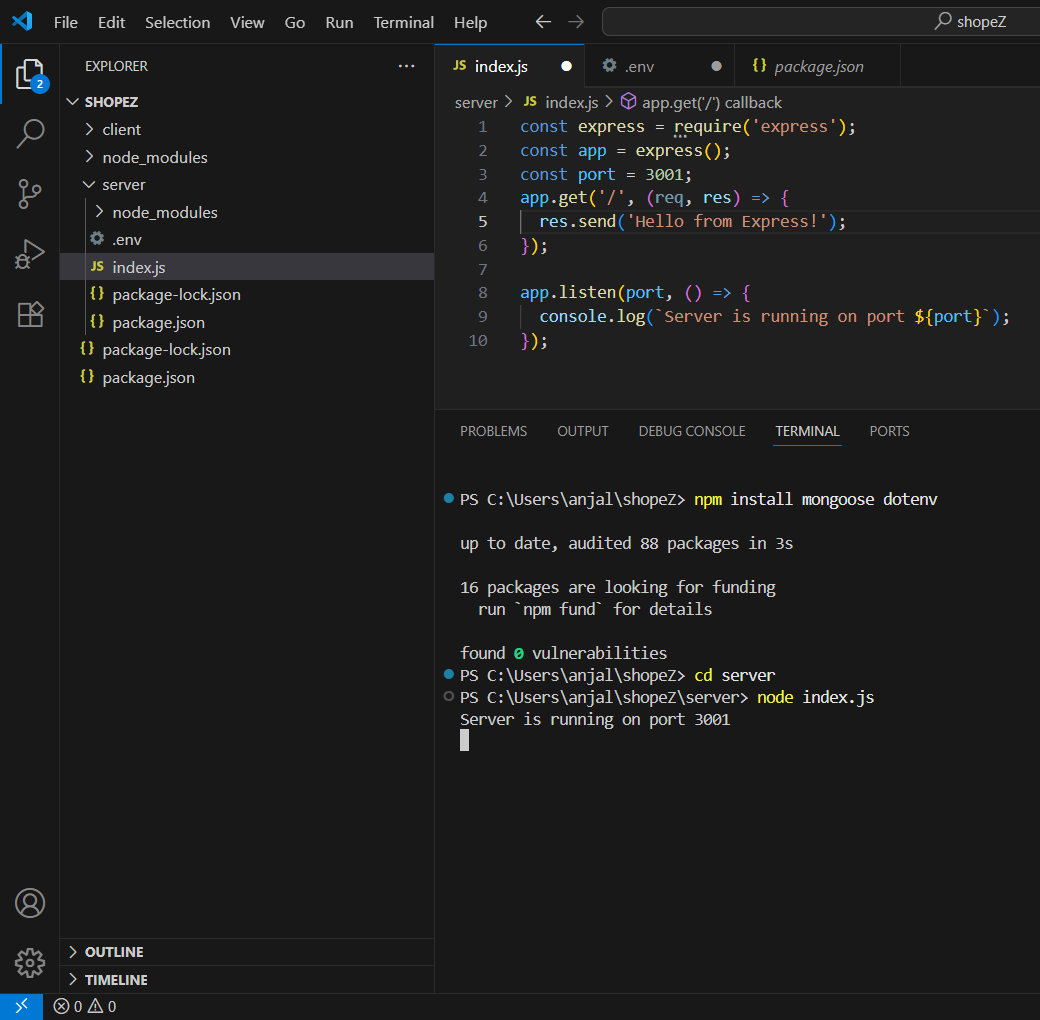 File Edit Selection View Go Run Terminal Help shopeZ
2
EXPLORER
SHOPEZ
client
node_modules
server
node_modules
.env
JS index.js
{} package-lock.json
{} package.json
{} package-lock.json
{} package.json
OUTLINE
TIMELINE
JS index.js .env {} package.json
server > JS index.js > app.get('/') callback
1 const express = require('express');
2 const app = express();
3 const port = 3001;
4 app.get('/', (req, res) => {
5 res.send('Hello from Express!');
6 });
7
8 app.listen(port, () => {
9 console.log(`Server is running on port ${port}`);
10 });
PROBLEMS OUTPUT DEBUG CONSOLE TERMINAL PORTS
PS C:\Users\anjal\shopeZ> npm install mongoose dotenv
up to date, audited 88 packages in 3s
16 packages are looking for funding
run `npm fund` for details
found 0 vulnerabilities
PS C:\Users\anjal\shopeZ> cd server
PS C:\Users\anjal\shopeZ\server> node index.js
Server is running on port 3001
0 0